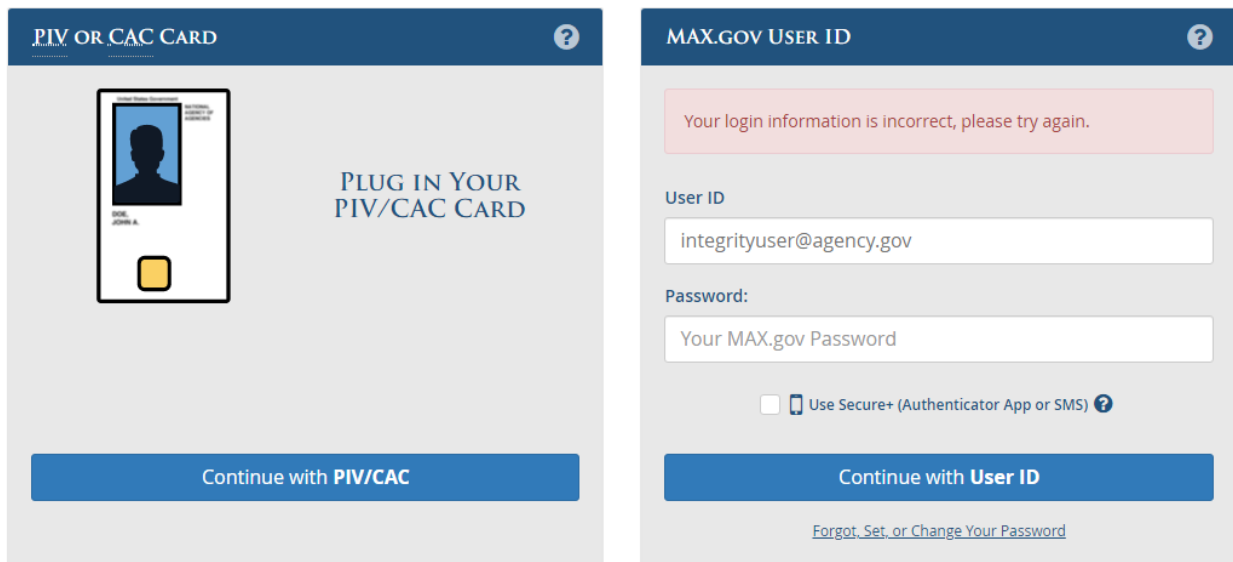 PIV OR CAC CARD
United States Government
NATIONAL
AGENCY OF
AGENCIES
DOE,
JOHN A.
PLUG IN YOUR
PIV/CAC CARD
Continue with PIV/CAC
MAX.GOV USER ID
Your login information is incorrect, please try again.
User ID
integrityuser@agency.gov
Password:
Your MAX.gov Password
Use Secure+ (Authenticator App or SMS)
Continue with User ID
Forgot, Set, or Change Your Password